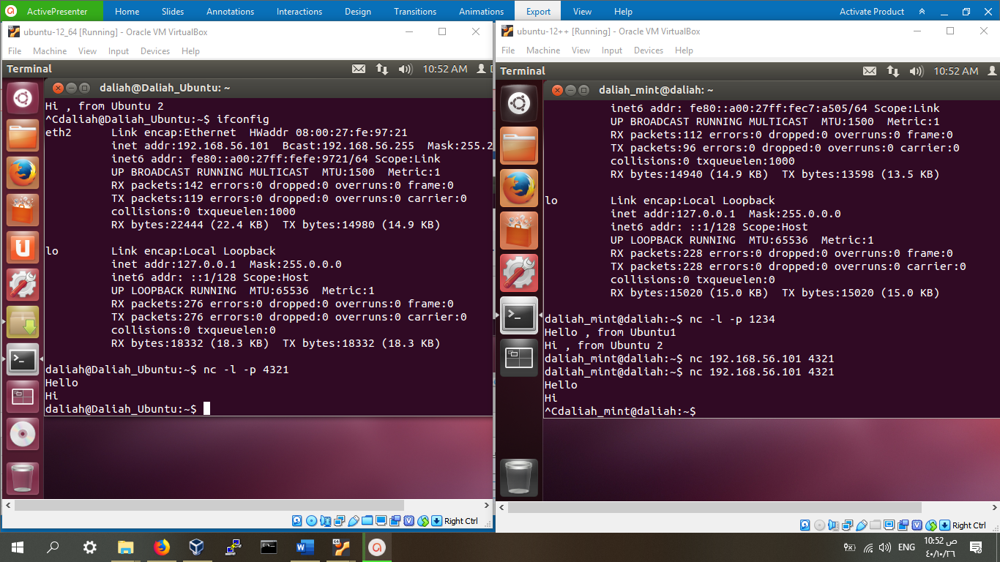 ActivePresenter Home Slides Annotations Interactions Design Transitions Animations Export View Help Activate Product
ubuntu-12_64 [Running] - Oracle VM VirtualBox
File Machine View Input Devices Help
Terminal 10:52 AM D
daliah@Daliah_Ubuntu: ~
Hi , from Ubuntu 2
^Cdaliah@Daliah_Ubuntu:~$ ifconfig
eth2 Link encap:Ethernet HWaddr 08:00:27:fe:97:21
inet addr:192.168.56.101 Bcast:192.168.56.255 Mask:255.2
inet6 addr: fe80::a00:27ff:fefe:9721/64 Scope:Link
UP BROADCAST RUNNING MULTICAST MTU:1500 Metric:1
RX packets:142 errors:0 dropped:0 overruns:0 frame:0
TX packets:119 errors:0 dropped:0 overruns:0 carrier:0
collisions:0 txqueuelen:1000
RX bytes:22444 (22.4 KB) TX bytes:14980 (14.9 KB)
lo Link encap:Local Loopback
inet addr:127.0.0.1 Mask:255.0.0.0
inet6 addr: ::1/128 Scope:Host
UP LOOPBACK RUNNING MTU:65536 Metric:1
RX packets:276 errors:0 dropped:0 overruns:0 frame:0
TX packets:276 errors:0 dropped:0 overruns:0 carrier:0
collisions:0 txqueuelen:0
RX bytes:18332 (18.3 KB) TX bytes:18332 (18.3 KB)
daliah@Daliah_Ubuntu:~$ nc -l -p 4321
Hello
Hi
daliah@Daliah_Ubuntu:~$
Right Ctrl
ubuntu-12++ [Running] - Oracle VM VirtualBox
File Machine View Input Devices Help
Terminal 10:52 AM
daliah_mint@daliah: ~
inet6 addr: fe80::a00:27ff:fec7:a505/64 Scope:Link
UP BROADCAST RUNNING MULTICAST MTU:1500 Metric:1
RX packets:112 errors:0 dropped:0 overruns:0 frame:0
TX packets:96 errors:0 dropped:0 overruns:0 carrier:0
collisions:0 txqueuelen:1000
RX bytes:14940 (14.9 KB) TX bytes:13598 (13.5 KB)
lo Link encap:Local Loopback
inet addr:127.0.0.1 Mask:255.0.0.0
inet6 addr: ::1/128 Scope:Host
UP LOOPBACK RUNNING MTU:65536 Metric:1
RX packets:228 errors:0 dropped:0 overruns:0 frame:0
TX packets:228 errors:0 dropped:0 overruns:0 carrier:0
collisions:0 txqueuelen:0
RX bytes:15020 (15.0 KB) TX bytes:15020 (15.0 KB)
daliah_mint@daliah:~$ nc -l -p 1234
Hello , from Ubuntu1
Hi , from Ubuntu 2
daliah_mint@daliah:~$ nc 192.168.56.101 4321
daliah_mint@daliah:~$ nc 192.168.56.101 4321
Hello
Hi
^Cdaliah_mint@daliah:~$
Right Ctrl
ENG
10:52 ص
٤٠/١٠/٢٦